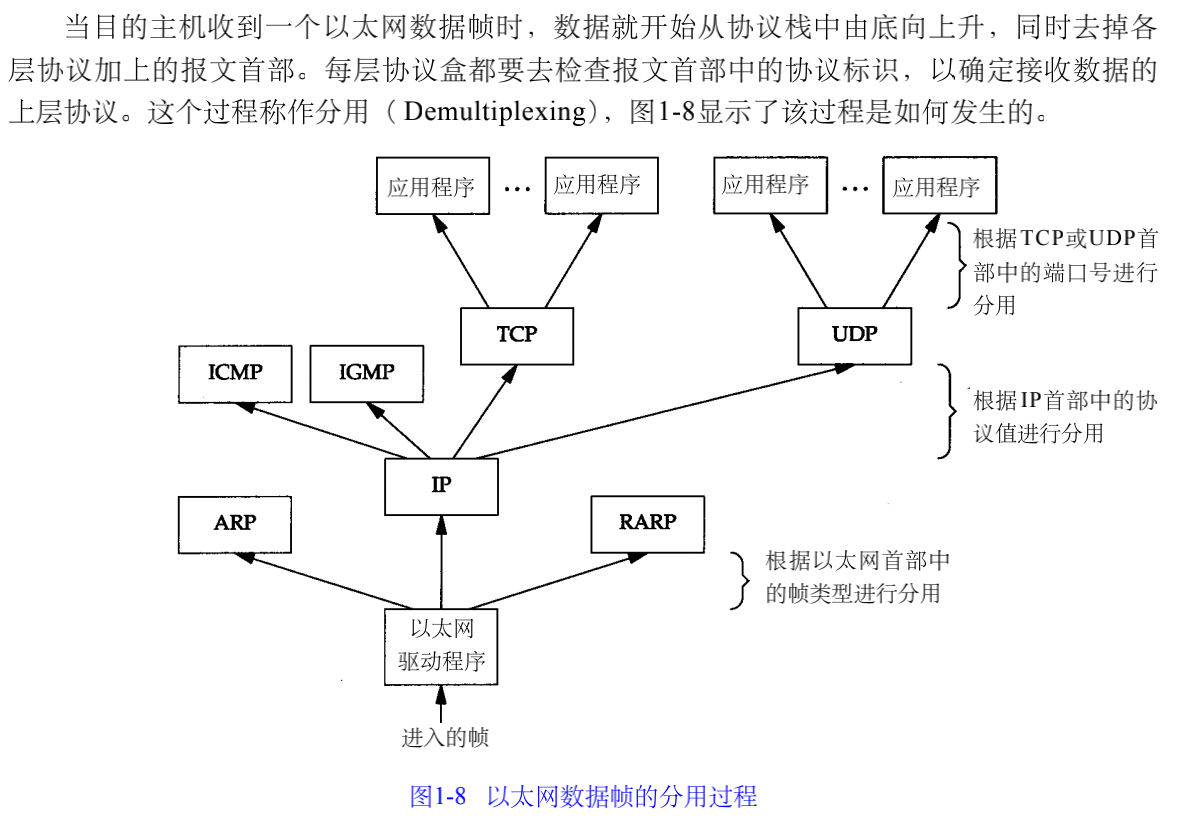 当目的主机收到一个以太网数据帧时，数据就开始从协议栈中由底向上升，同时去掉各
层协议加上的报文首部。每层协议盒都要去检查报文首部中的协议标识，以确定接收数据的
上层协议。这个过程称作分用（Demultiplexing），图1-8显示了该过程是如何发生的。
应用程序 ··· 应用程序 应用程序 ··· 应用程序
根据TCP或UDP首
部中的端口号进行
分用
TCP
UDP
ICMP
IGMP
根据IP首部中的协
议值进行分用
IP
ARP
RARP
根据以太网首部中
的帧类型进行分用
以太网
驱动程序
进入的帧
图1-8 以太网数据帧的分用过程